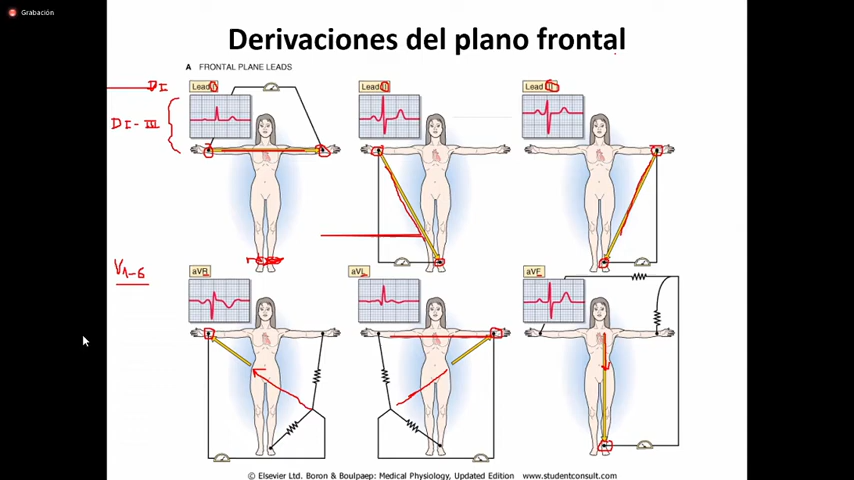 Grabación
Derivaciones del plano frontal
A FRONTAL PLANE LEADS
DI
Lead I
Lead II
Lead III
DI-III
V1-6
aVR
aVL
aVF
© Elsevier Ltd. Boron & Boulpaep: Medical Physiology, Updated Edition www.studentconsult.com